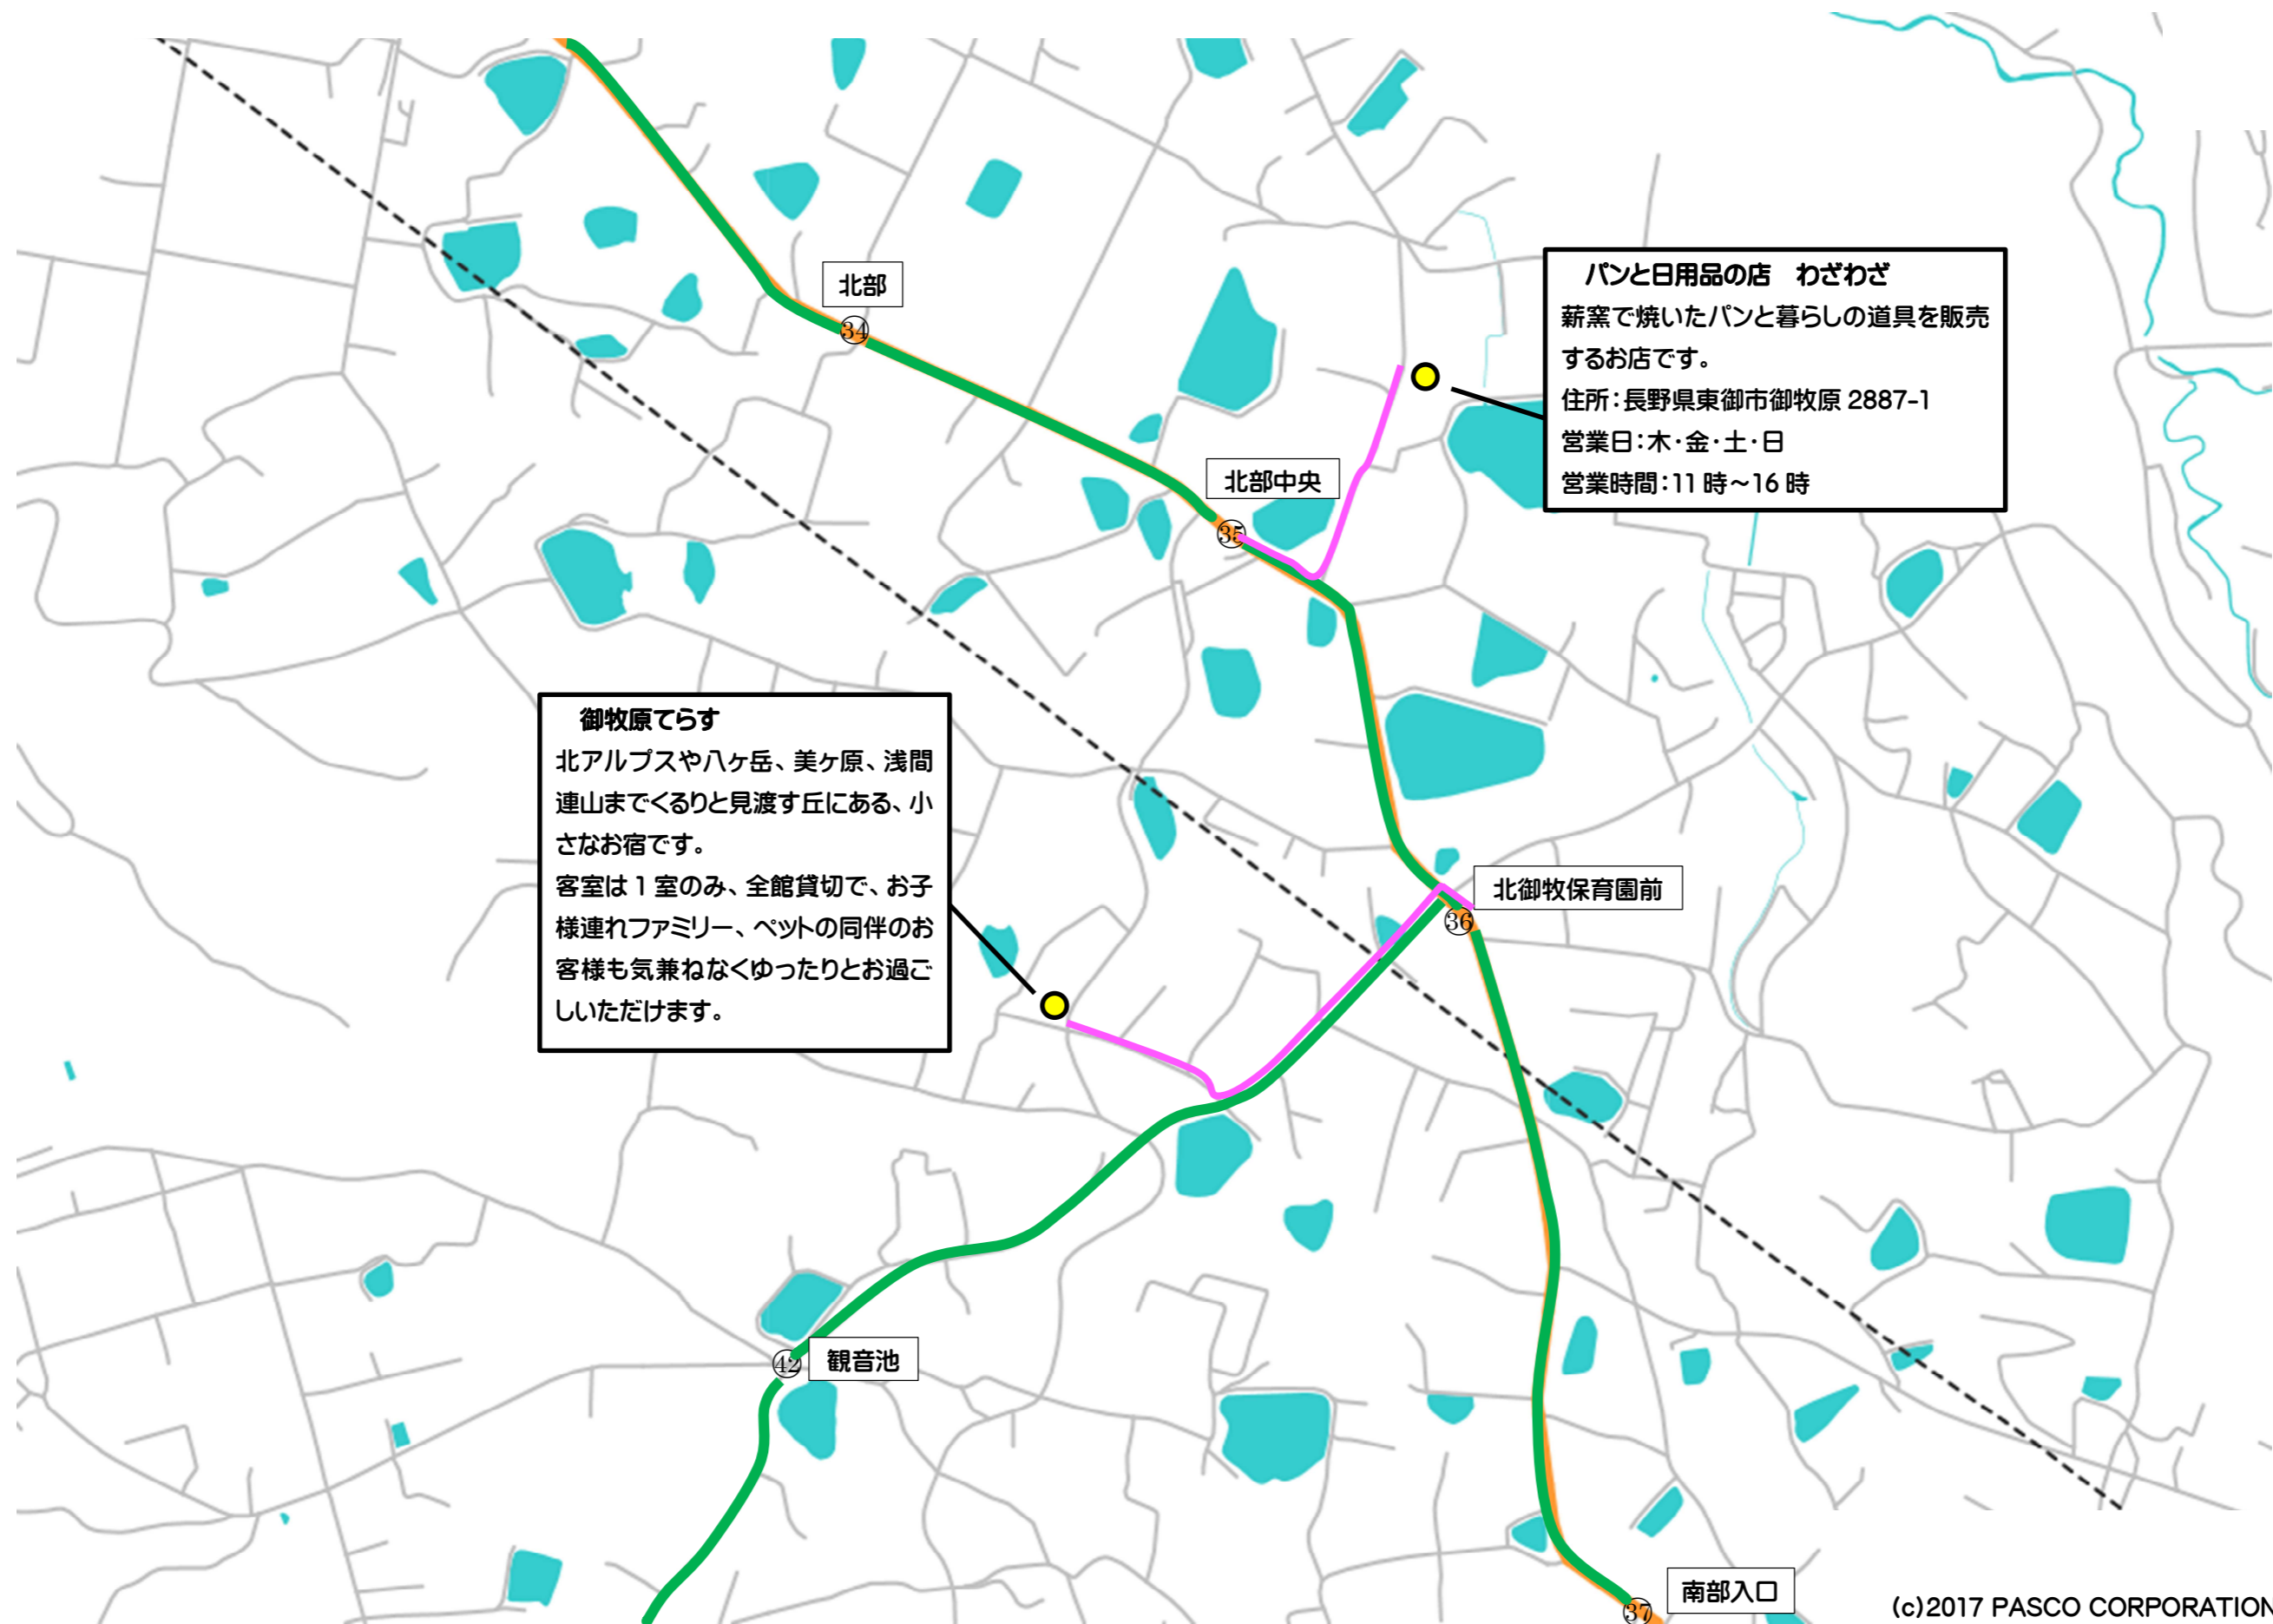 北部
㉞
パンと日用品の店　わざわざ
薪窯で焼いたパンと暮らしの道具を販売
するお店です。
住所：長野県東御市御牧原 2887-1
営業日：木・金・土・日
営業時間：11 時～16 時
北部中央
㉟
御牧原てらす
北アルプスや八ヶ岳、美ヶ原、浅間
連山までくるりと見渡す丘にある、小
さなお宿です。
客室は 1 室のみ、全館貸切で、お子
様連れファミリー、ペットの同伴のお
客様も気兼ねなくゆったりとお過ご
しいただけます。
北御牧保育園前
㊱
㊷
観音池
南部入口
㊲
(c)2017 PASCO CORPORATION